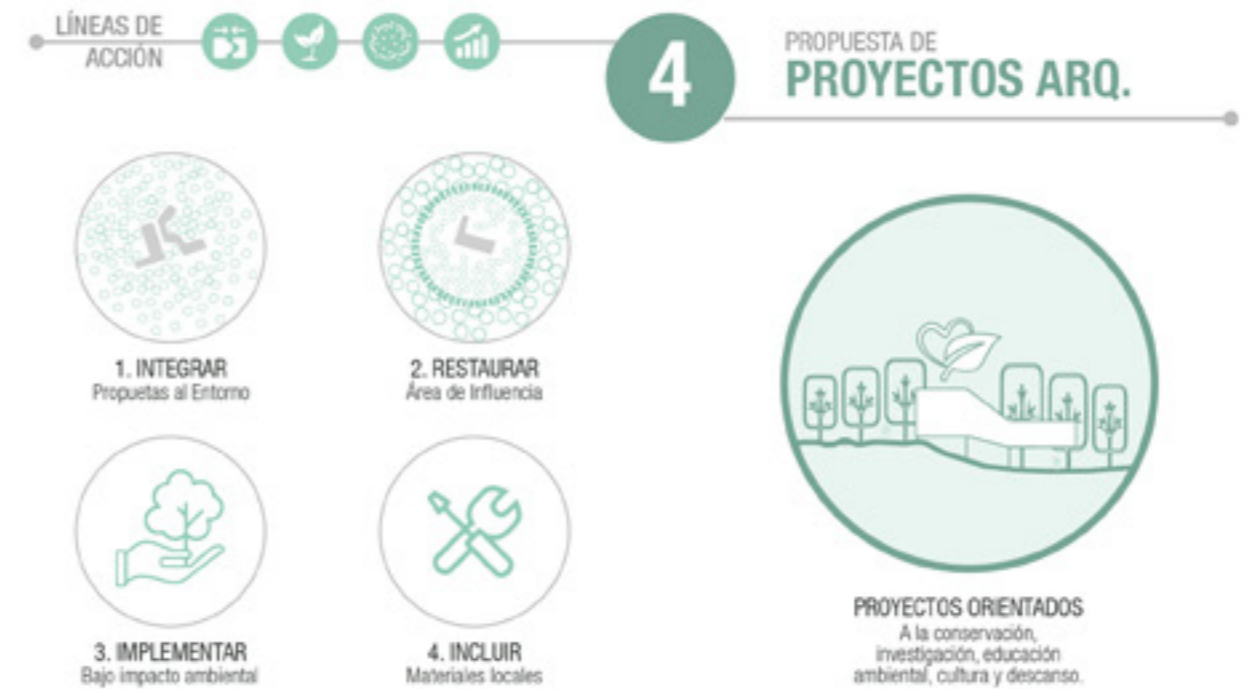 LÍNEAS DE
ACCIÓN
4
PROPUESTA DE
PROYECTOS ARQ.
1. INTEGRAR
Propuetas al Entorno
2. RESTAURAR
Área de Influencia
3. IMPLEMENTAR
Bajo impacto ambiental
4. INCLUIR
Materiales locales
PROYECTOS ORIENTADOS
A la conservación,
investigación, educación
ambiental, cultura y descanso.